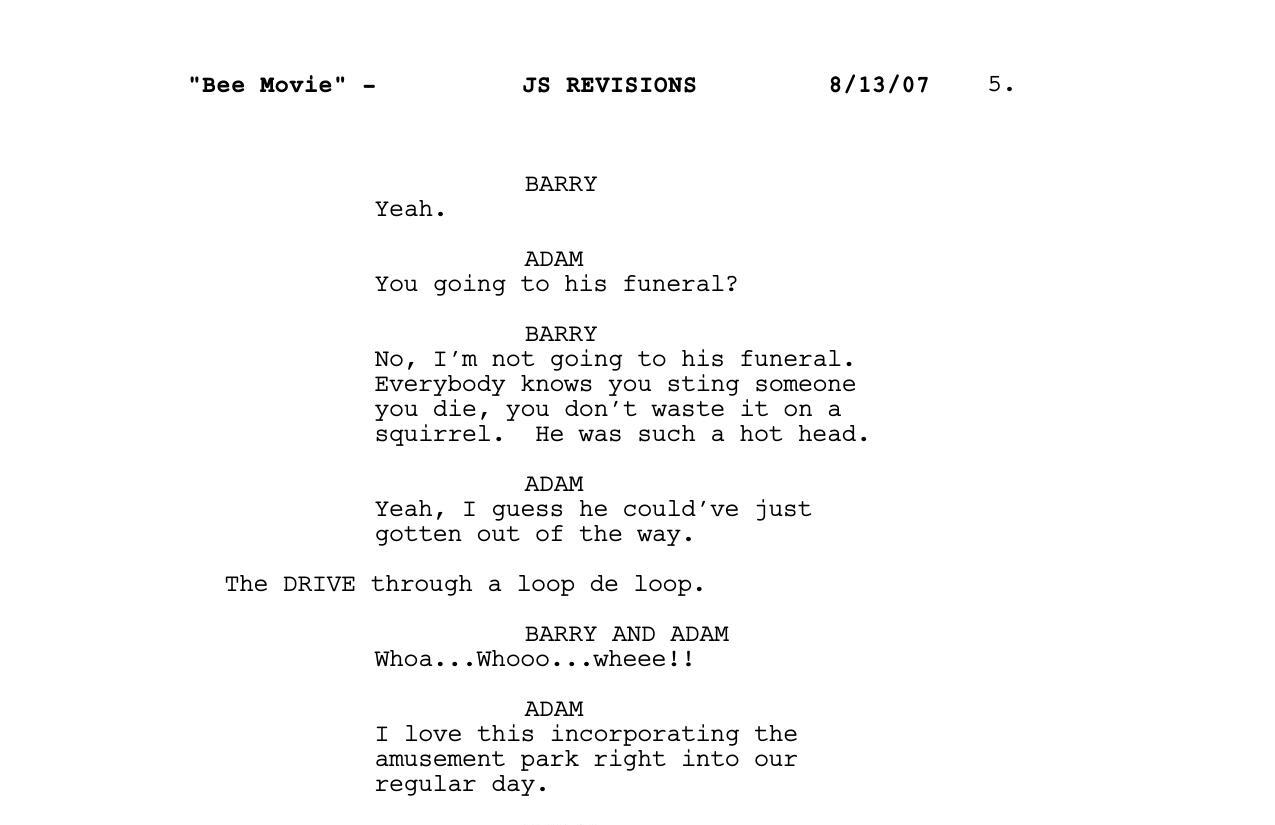 "Bee Movie" - JS REVISIONS 8/13/07 5.
BARRY
Yeah.
ADAM
You going to his funeral?
BARRY
No, I'm not going to his funeral.
Everybody knows you sting someone
you die, you don't waste it on a
squirrel.  He was such a hot head.
ADAM
Yeah, I guess he could've just
gotten out of the way.
The DRIVE through a loop de loop.
BARRY AND ADAM
Whoa...Whooo...wheee!!
ADAM
I love this incorporating the
amusement park right into our
regular day.